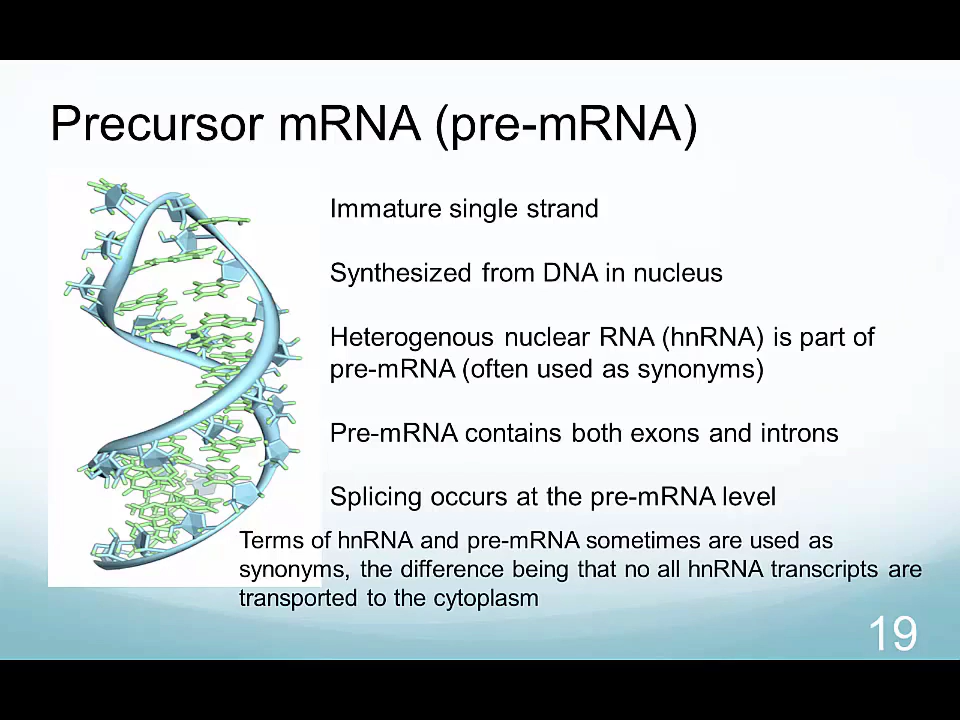 Precursor mRNA (pre-mRNA)
Immature single strand
Synthesized from DNA in nucleus
Heterogenous nuclear RNA (hnRNA) is part of
pre-mRNA (often used as synonyms)
Pre-mRNA contains both exons and introns
Splicing occurs at the pre-mRNA level
Terms of hnRNA and pre-mRNA sometimes are used as
synonyms, the difference being that no all hnRNA transcripts are
transported to the cytoplasm
19